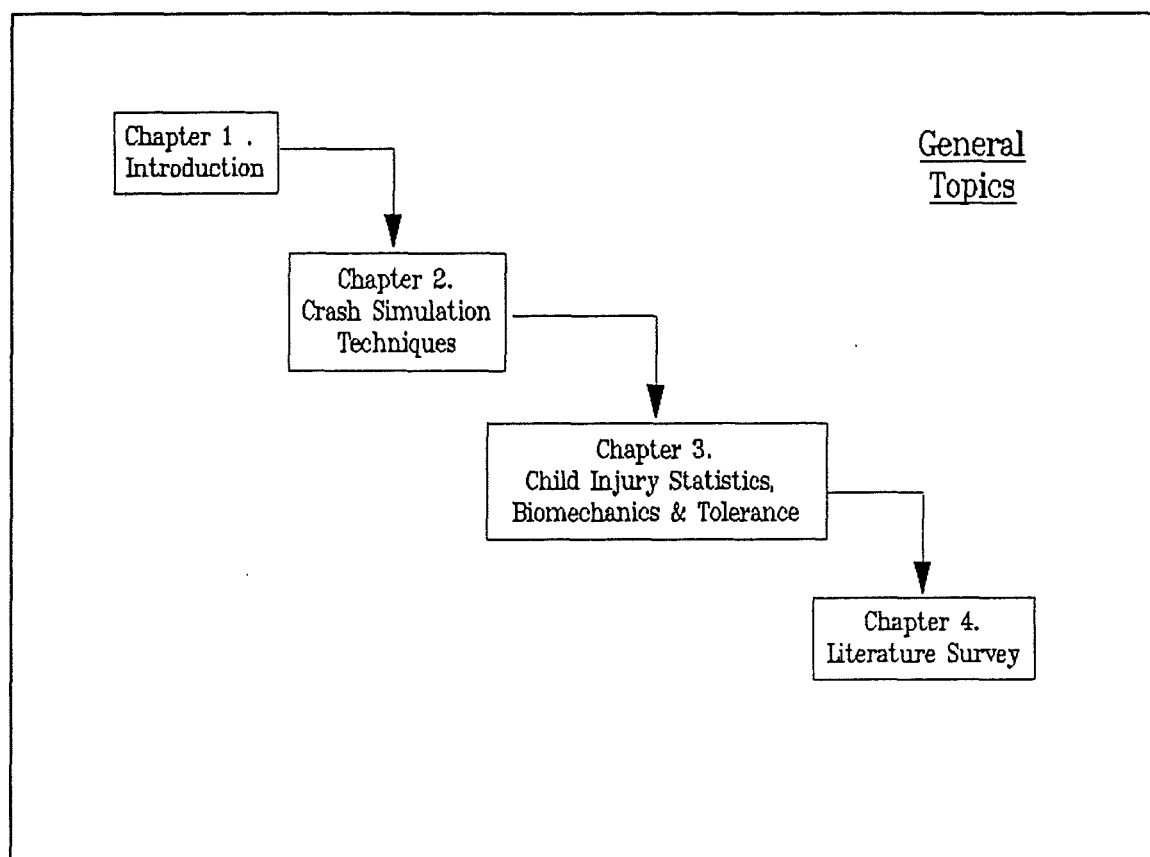 Chapter 1 .
Introduction
General
Topics
Chapter 2.
Crash Simulation
Techniques
Chapter 3.
Child Injury Statistics,
Biomechanics & Tolerance
Chapter 4.
Literature Survey